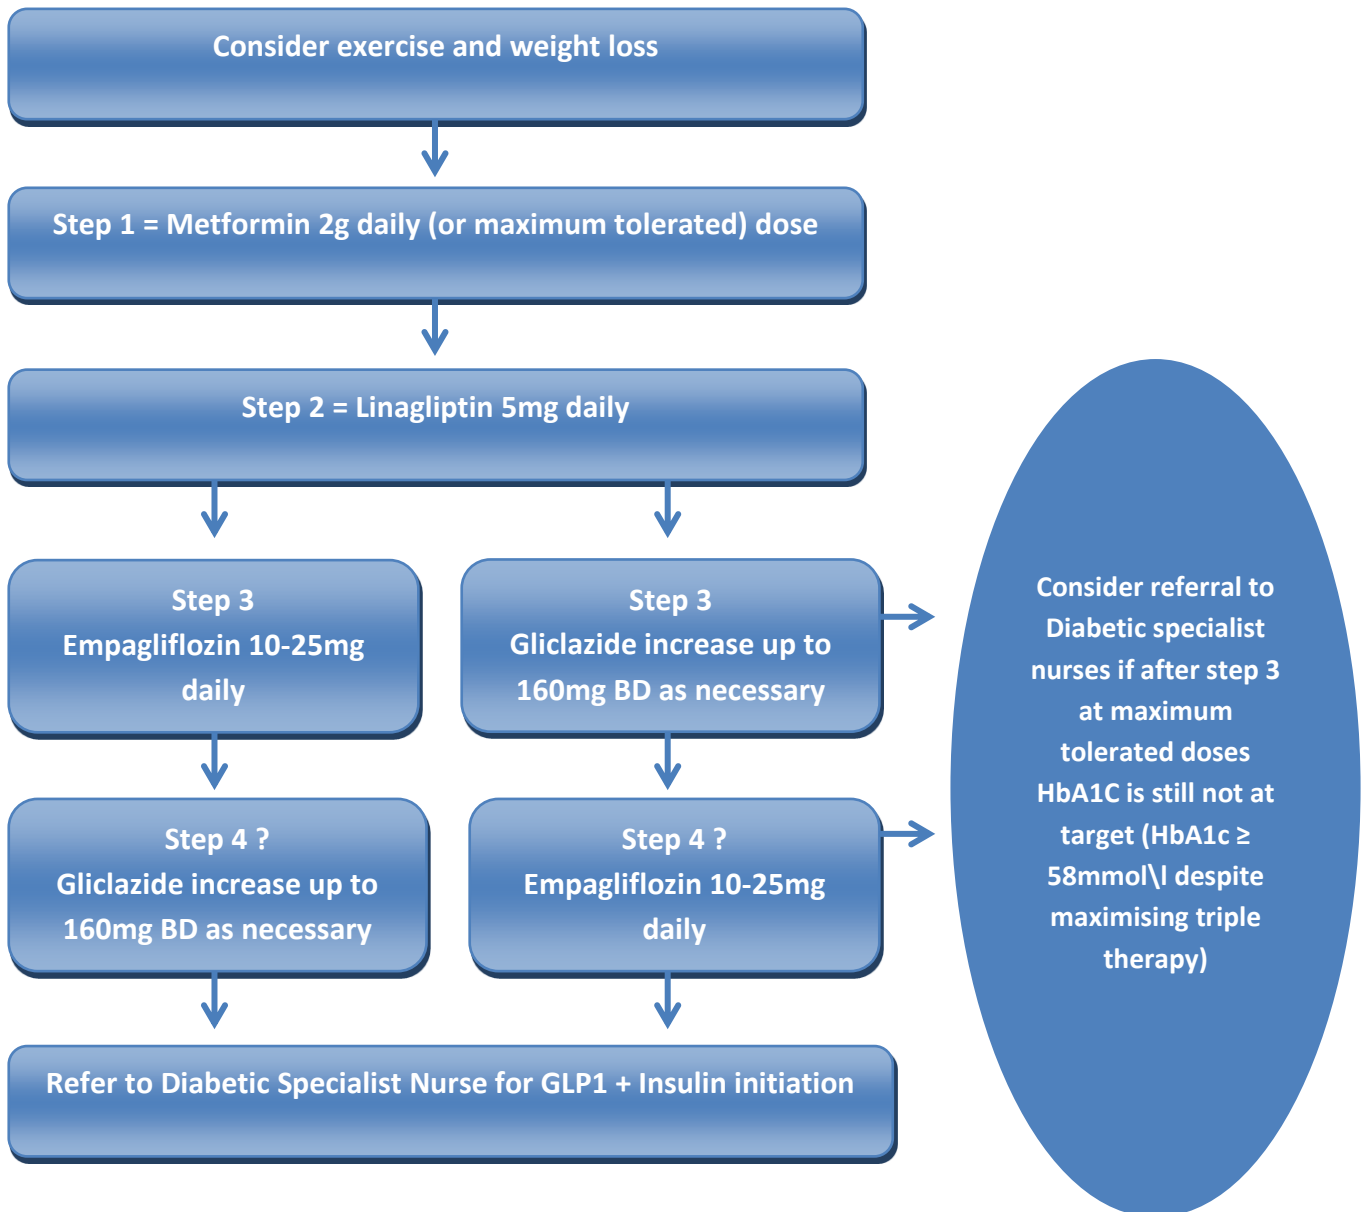 Consider exercise and weight loss
Step 1 = Metformin 2g daily (or maximum tolerated) dose
Step 2 = Linagliptin 5mg daily
Step 3
Empagliflozin 10-25mg
daily
Step 3
Gliclazide increase up to
160mg BD as necessary
Step 4 ?
Gliclazide increase up to
160mg BD as necessary
Step 4 ?
Empagliflozin 10-25mg
daily
Refer to Diabetic Specialist Nurse for GLP1 + Insulin initiation
Consider referral to
Diabetic specialist
nurses if after step 3
at maximum
tolerated doses
HbA1C is still not at
target (HbA1c ≥
58mmol\l despite
maximising triple
therapy)